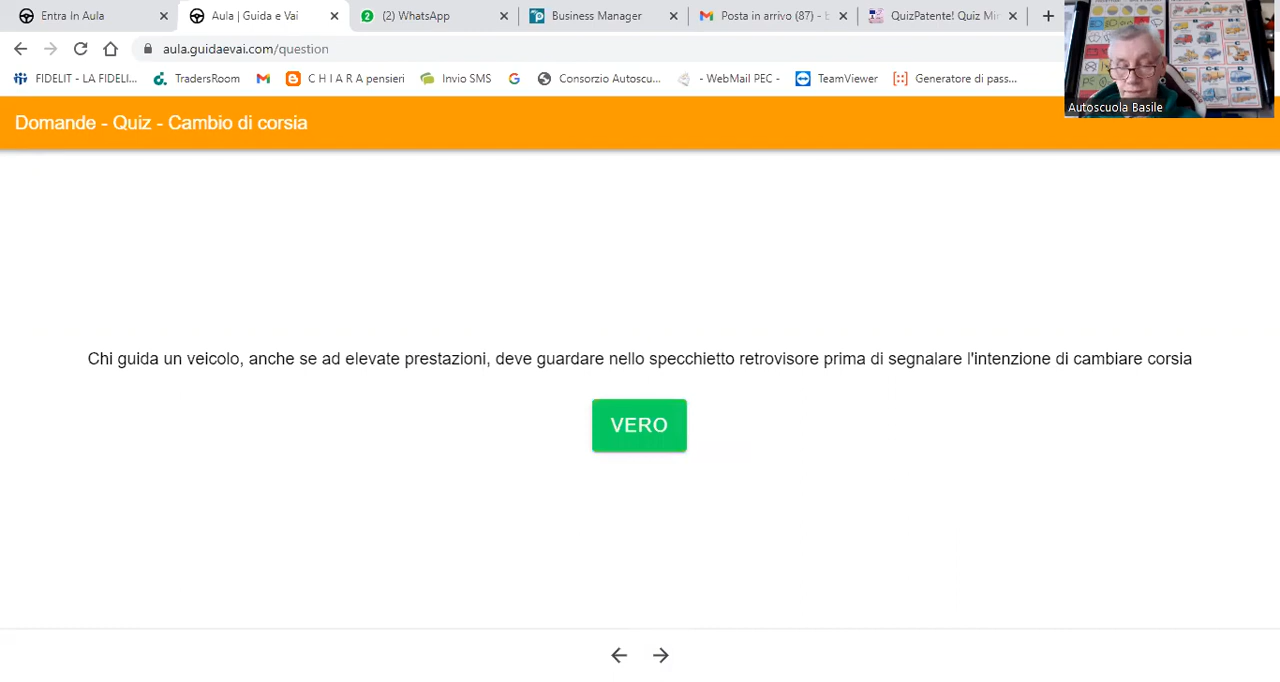 Entra In Aula
Aula | Guida e Vai
(2) WhatsApp
Business Manager
Posta in arrivo (87) - b
QuizPatente! Quiz Min
aula.guidaevai.com/question
FIDELIT - LA FIDELI...
TradersRoom
C H I A R A pensieri
Invio SMS
Consorzio Autoscu...
- WebMail PEC -
TeamViewer
Generatore di pass...
Autoscuola Basile
Domande - Quiz - Cambio di corsia
Chi guida un veicolo, anche se ad elevate prestazioni, deve guardare nello specchietto retrovisore prima di segnalare l'intenzione di cambiare corsia
VERO